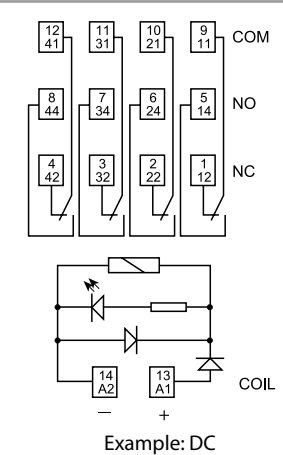 12 11 10 9 COM
41 31 21 11
8 7 6 5 NO
44 34 24 14
4 3 2 1 NC
42 32 22 12
14 13
A2 A1 COIL
— +
Example: DC